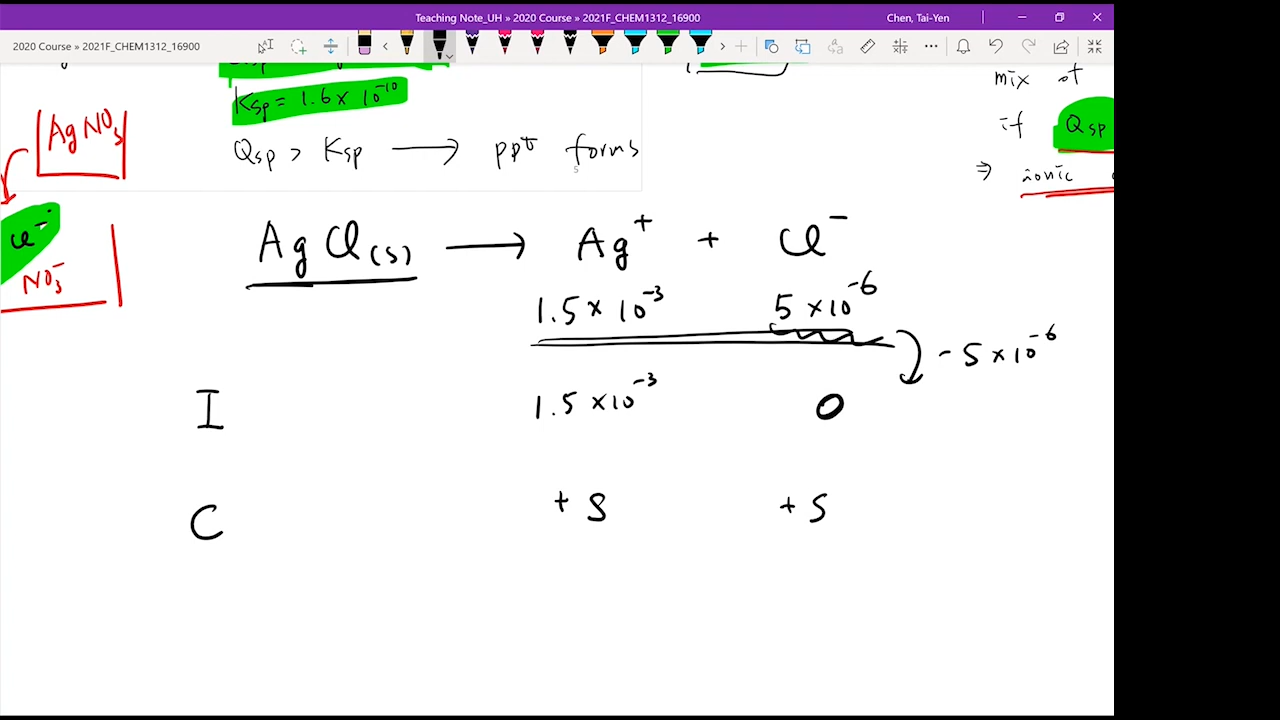 Teaching Note_UH » 2020 Course » 2021F_CHEM1312_16900
Chen, Tai-Yen
2020 Course » 2021F_CHEM1312_16900
Ksp = 1.6 x 10⁻¹⁰
Qsp > Ksp ⟶ ppt forms
5
mix of
if Qsp
⇒ ionic
AgNO₃
Cl⁻
NO₃⁻
AgCl(s) ⟶ Ag⁺ + Cl⁻
1.5 x 10⁻³ 5 x 10⁻⁶
- 5 x 10⁻⁶
I 1.5 x 10⁻³ 0
C + S + S